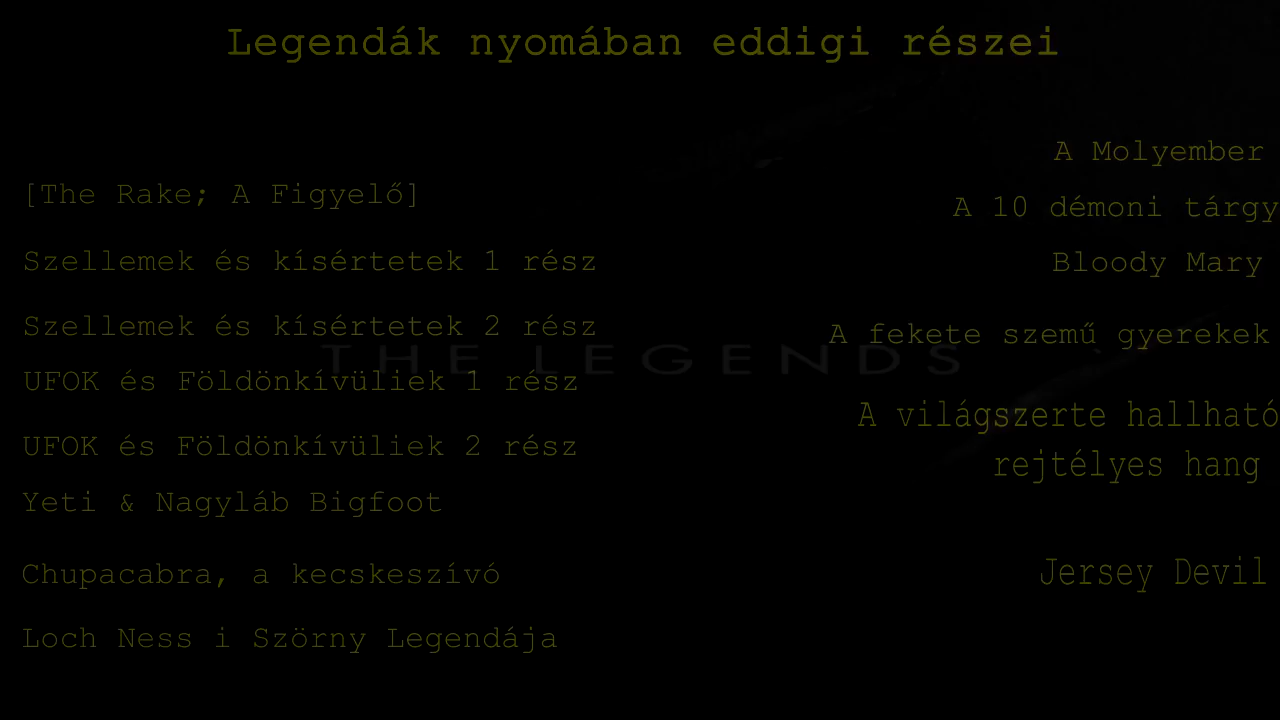 Legendák nyomában eddigi részei
[The Rake; A Figyelő]
Szellemek és kísértetek 1 rész
Szellemek és kísértetek 2 rész
THE LEGENDS
UFOK és Földönkívüliek 1 rész
UFOK és Földönkívüliek 2 rész
Yeti & Nagyláb Bigfoot
Chupacabra, a kecskeszívó
Loch Ness i Szörny Legendája
A Molyember
A 10 démoni tárgy
Bloody Mary
A fekete szemű gyerekek
A világszerte hallható
rejtélyes hang
Jersey Devil